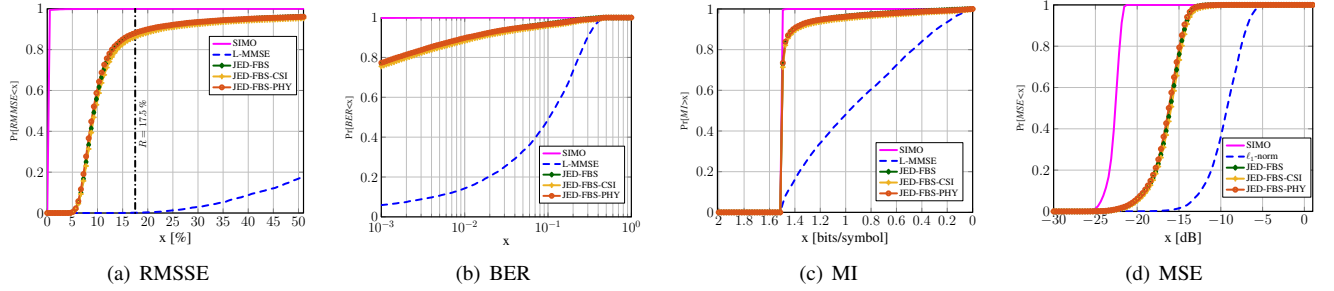 Pr[RMMSE<x]
1
0.8
0.6
0.4
0.2
0
0 5 10 15 20 25 30 35 40 45 50
x [%]
R = 17.5 %
SIMO
L-MMSE
JED-FBS
JED-FBS-CSI
JED-FBS-PHY
(a) RMSSE
Pr[BER<x]
1
0.8
0.6
0.4
0.2
0
10⁻³ 10⁻² 10⁻¹ 10⁰
x
SIMO
L-MMSE
JED-FBS
JED-FBS-CSI
JED-FBS-PHY
(b) BER
Pr[MI>x]
1
0.8
0.6
0.4
0.2
0
2 1.8 1.6 1.4 1.2 1 0.8 0.6 0.4 0.2 0
x [bits/symbol]
SIMO
L-MMSE
JED-FBS
JED-FBS-CSI
JED-FBS-PHY
(c) MI
Pr[MSE<x]
1
0.8
0.6
0.4
0.2
0
−30 −25 −20 −15 −10 −5 0
x [dB]
SIMO
ℓ₁-norm
JED-FBS
JED-FBS-CSI
JED-FBS-PHY
(d) MSE